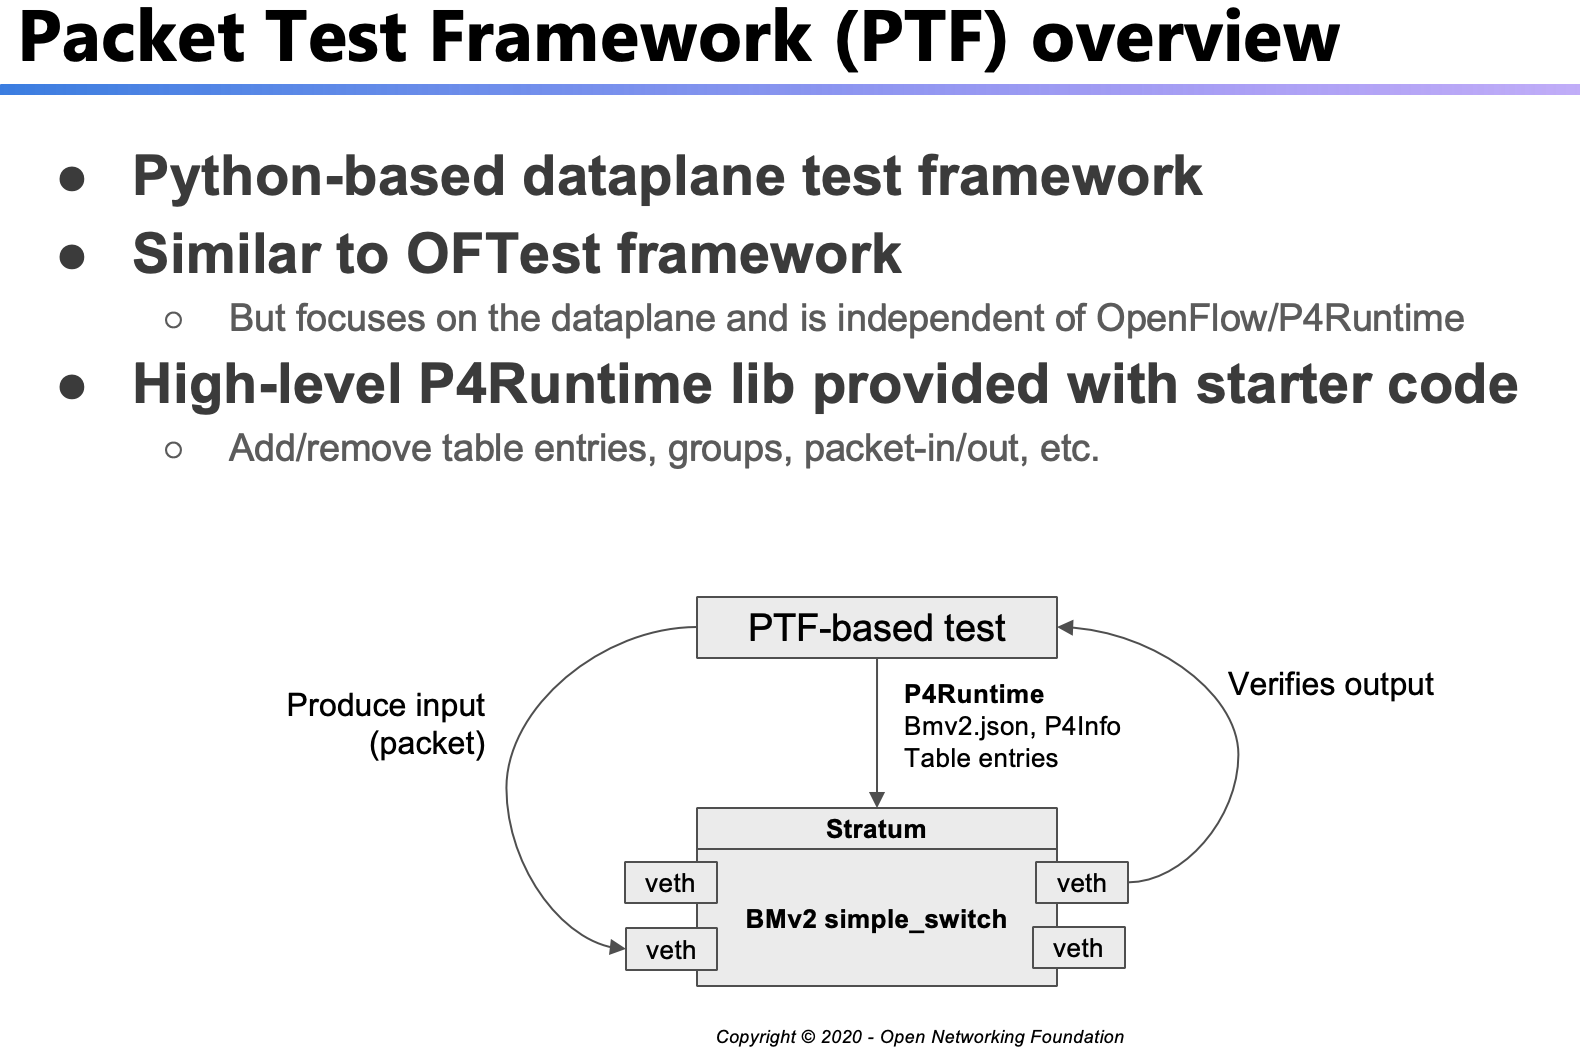 Packet Test Framework (PTF) overview
● Python-based dataplane test framework
● Similar to OFTest framework
○ But focuses on the dataplane and is independent of OpenFlow/P4Runtime
● High-level P4Runtime lib provided with starter code
○ Add/remove table entries, groups, packet-in/out, etc.
PTF-based test
Produce input
(packet)
P4Runtime
Bmv2.json, P4Info
Table entries
Verifies output
Stratum
veth
veth
BMv2 simple_switch
veth
veth
Copyright © 2020 - Open Networking Foundation